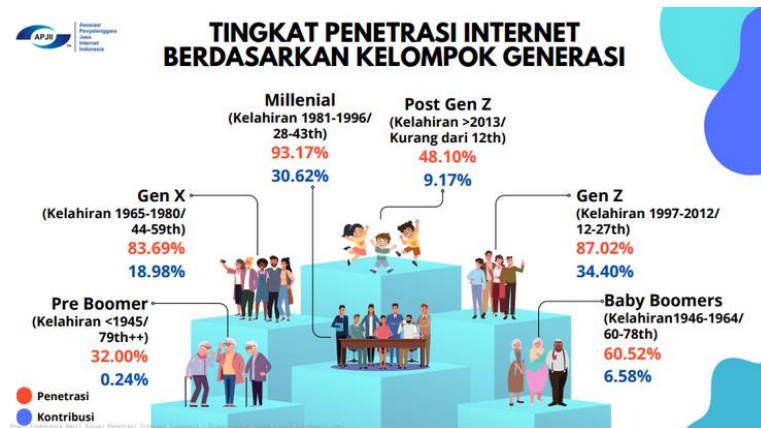 APJII
Asosiasi
Penyelenggara
Jasa
Internet
Indonesia
TINGKAT PENETRASI INTERNET
BERDASARKAN KELOMPOK GENERASI
Millenial
(Kelahiran 1981-1996/
28-43th)
93.17%
30.62%
Post Gen Z
(Kelahiran >2013/
Kurang dari 12th)
48.10%
9.17%
Gen X
(Kelahiran 1965-1980/
44-59th)
83.69%
18.98%
Gen Z
(Kelahiran 1997-2012/
12-27th)
87.02%
34.40%
Pre Boomer
(Kelahiran <1945/
79th++)
32.00%
0.24%
Baby Boomers
(Kelahiran1946-1964/
60-78th)
60.52%
6.58%
Penetrasi
Kontribusi